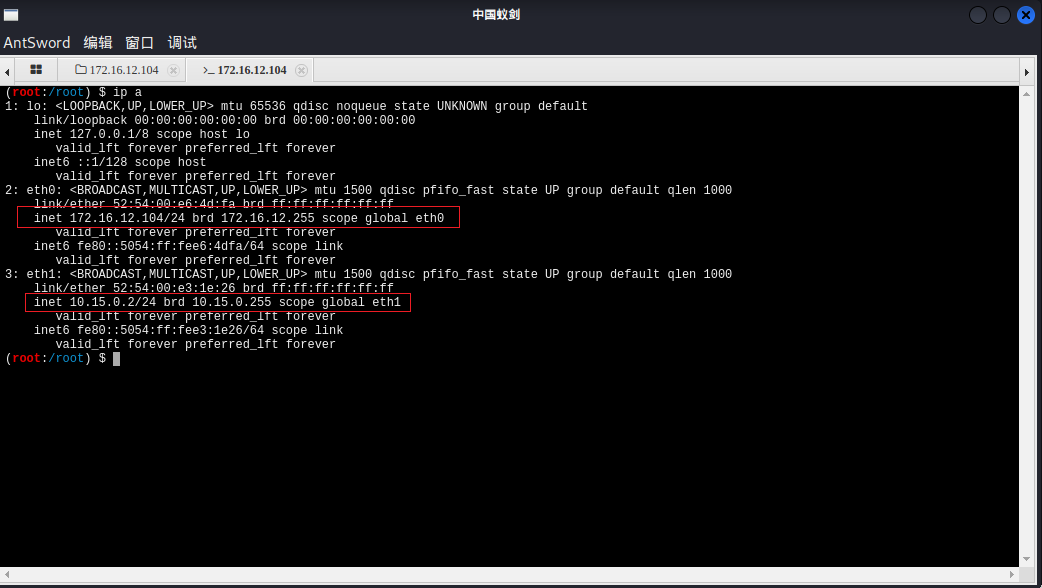 中国蚁剑
AntSword 编辑 窗口 调试
172.16.12.104 >_ 172.16.12.104
(root:/root) $ ip a
1: lo: <LOOPBACK,UP,LOWER_UP> mtu 65536 qdisc noqueue state UNKNOWN group default
link/loopback 00:00:00:00:00:00 brd 00:00:00:00:00:00
inet 127.0.0.1/8 scope host lo
valid_lft forever preferred_lft forever
inet6 ::1/128 scope host
valid_lft forever preferred_lft forever
2: eth0: <BROADCAST,MULTICAST,UP,LOWER_UP> mtu 1500 qdisc pfifo_fast state UP group default qlen 1000
link/ether 52:54:00:e6:4d:fa brd ff:ff:ff:ff:ff:ff
inet 172.16.12.104/24 brd 172.16.12.255 scope global eth0
valid_lft forever preferred_lft forever
inet6 fe80::5054:ff:fee6:4dfa/64 scope link
valid_lft forever preferred_lft forever
3: eth1: <BROADCAST,MULTICAST,UP,LOWER_UP> mtu 1500 qdisc pfifo_fast state UP group default qlen 1000
link/ether 52:54:00:e3:1e:26 brd ff:ff:ff:ff:ff:ff
inet 10.15.0.2/24 brd 10.15.0.255 scope global eth1
valid_lft forever preferred_lft forever
inet6 fe80::5054:ff:fee3:1e26/64 scope link
valid_lft forever preferred_lft forever
(root:/root) $